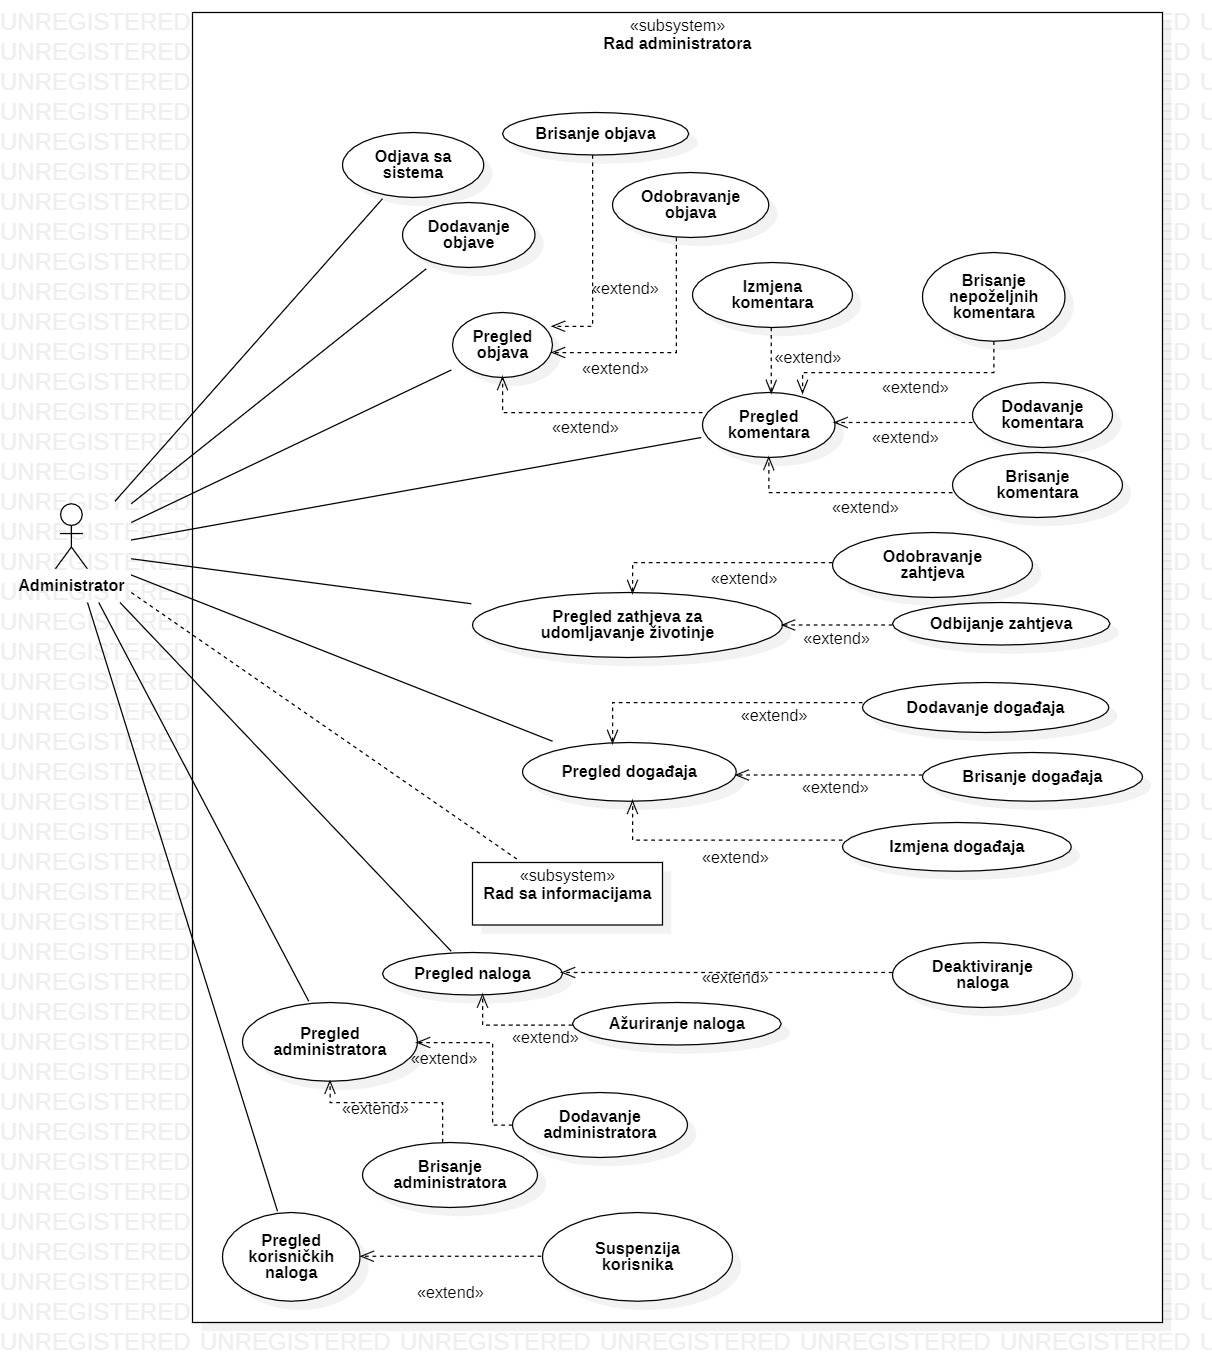 «subsystem»
Rad administratora
Brisanje objava
Odjava sa
sistema
Odobravanje
objava
Dodavanje
objave
«extend»
Izmjena
komentara
Brisanje
nepoželjnih
komentara
Pregled
objava
«extend»
«extend»
«extend»
Pregled
komentara
«extend»
Dodavanje
komentara
«extend»
Brisanje
komentara
«extend»
Administrator
Odobravanje
zahtjeva
«extend»
Pregled zathjeva za
udomljavanje životinje
Odbijanje zahtjeva
«extend»
Dodavanje događaja
«extend»
Pregled događaja
Brisanje događaja
«extend»
Izmjena događaja
«extend»
«subsystem»
Rad sa informacijama
Pregled naloga
«extend»
Deaktiviranje
naloga
Ažuriranje naloga
«extend»
Pregled
administratora
«extend»
«extend»
Dodavanje
administratora
Brisanje
administratora
Pregled
korisničkih
naloga
Suspenzija
korisnika
«extend»
UNREGISTERED UNREGISTERED UNREGISTERED UNREGISTERED UNREGISTERED UNREGISTERED U